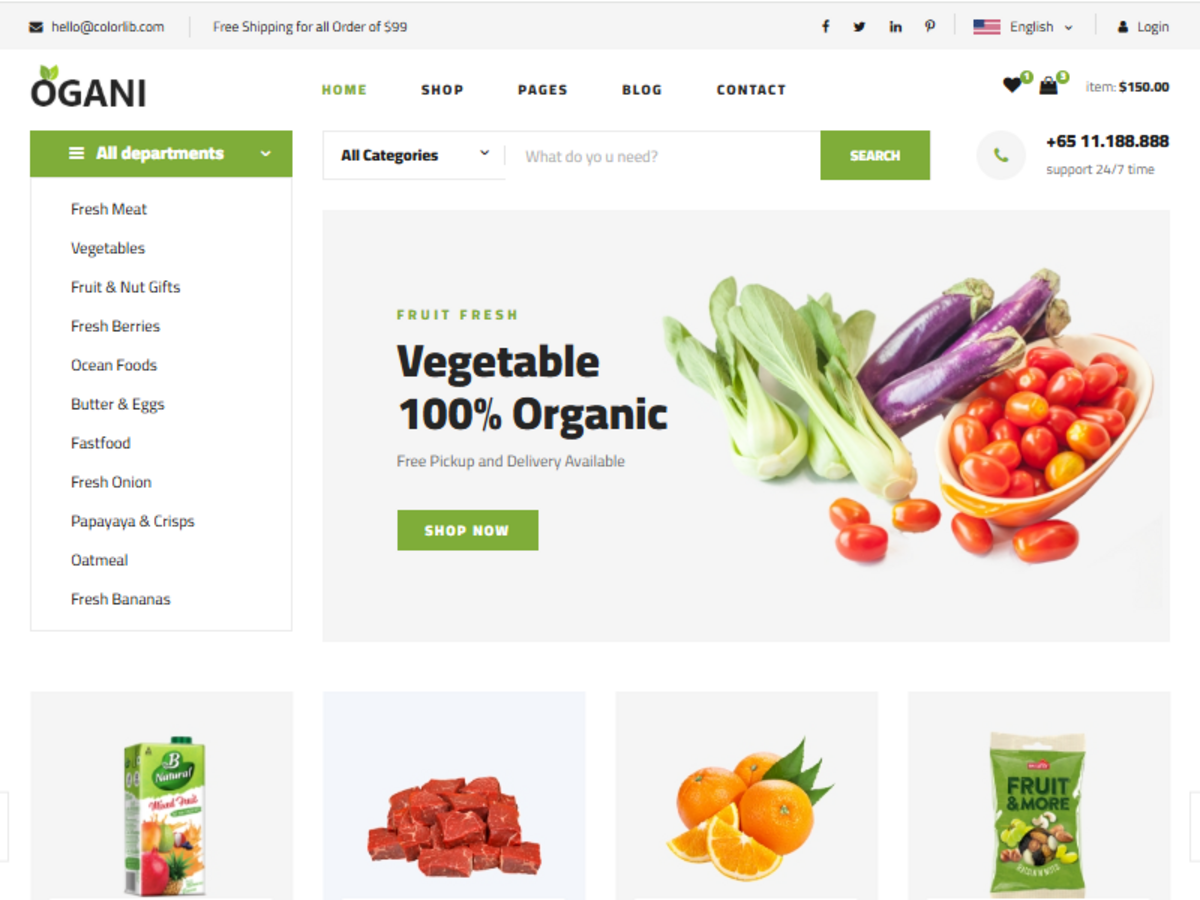 hello@colorlib.com
Free Shipping for all Order of $99
English
Login
OGANI
HOME
SHOP
PAGES
BLOG
CONTACT
1
3
item: $150.00
All departments
All Categories
What do yo u need?
SEARCH
+65 11.188.888
support 24/7 time
Fresh Meat
Vegetables
Fruit & Nut Gifts
Fresh Berries
Ocean Foods
Butter & Eggs
Fastfood
Fresh Onion
Papayaya & Crisps
Oatmeal
Fresh Bananas
FRUIT FRESH
Vegetable
100% Organic
Free Pickup and Delivery Available
SHOP NOW
B
Natural
Mixed Fruit
FRUIT
& MORE